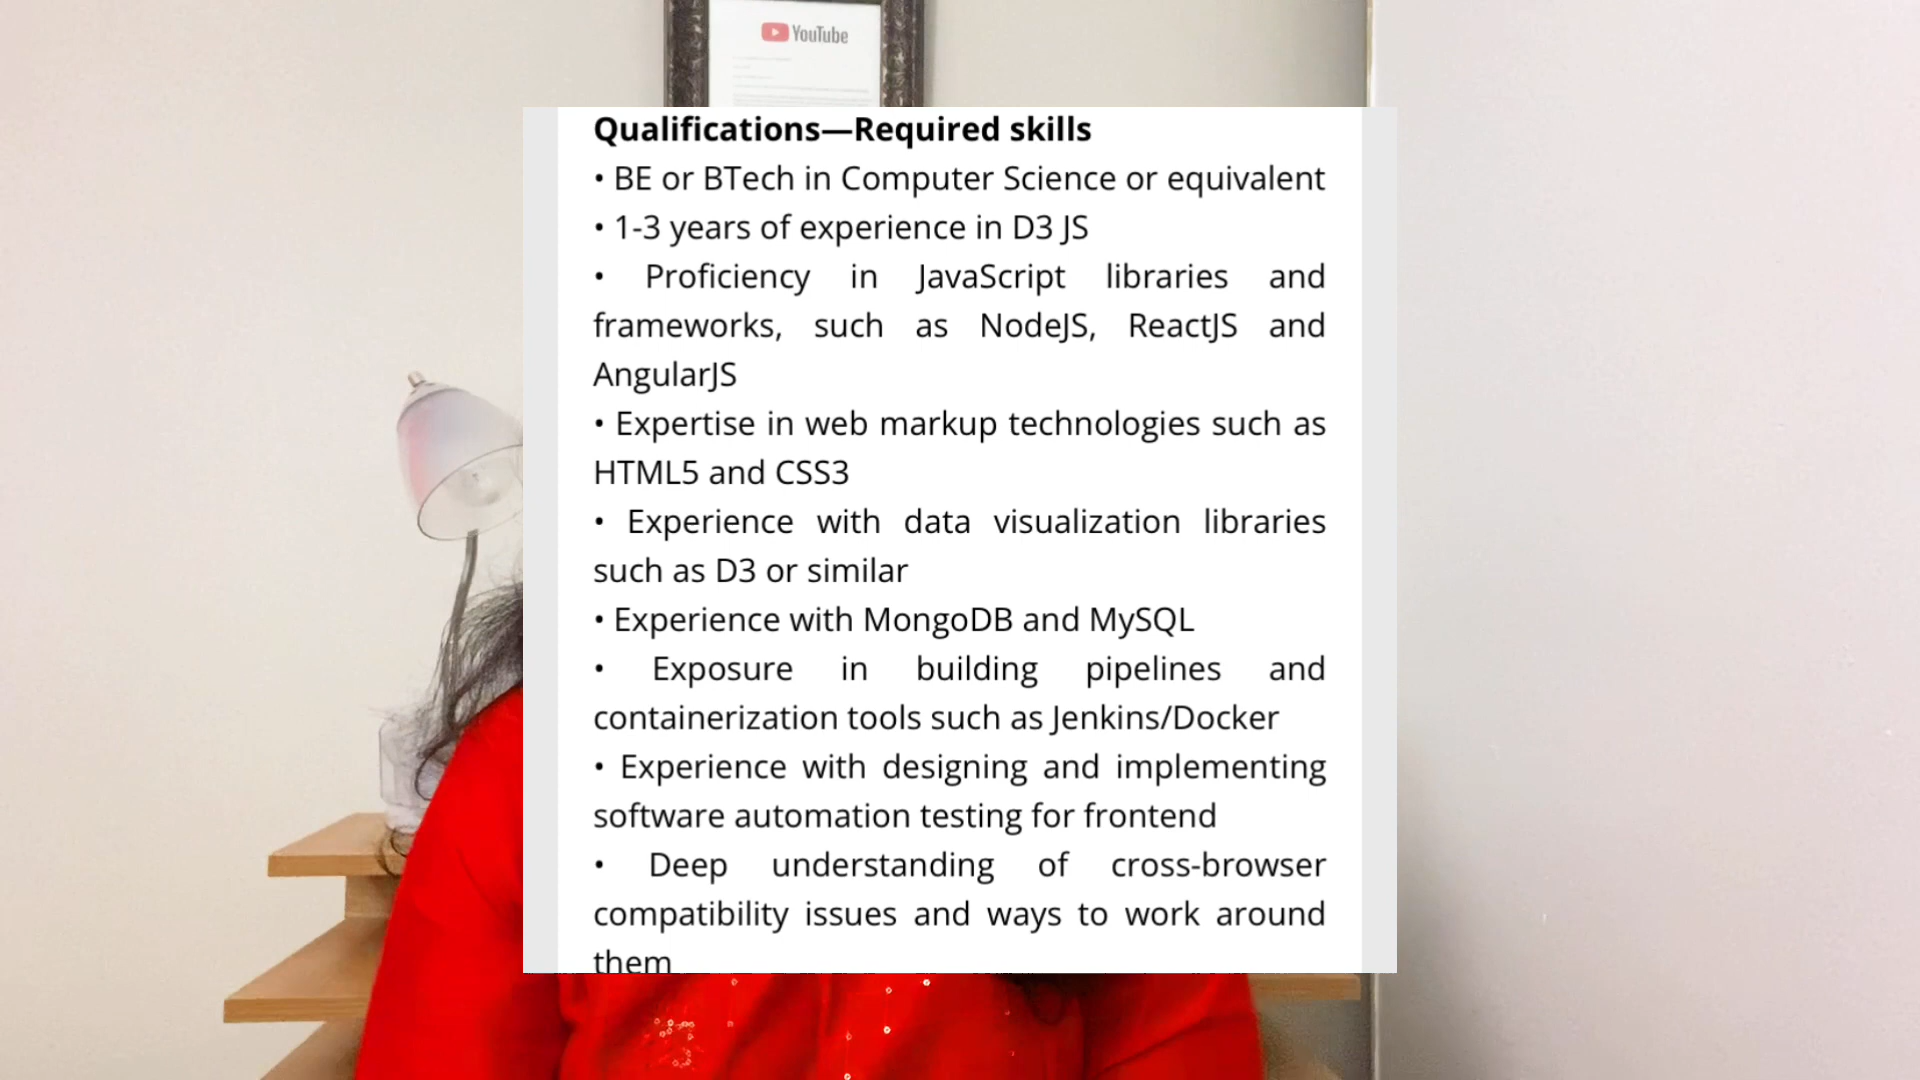 YouTube
Qualifications—Required skills
• BE or BTech in Computer Science or equivalent
• 1-3 years of experience in D3 JS
• Proficiency in JavaScript libraries and
frameworks, such as NodeJS, ReactJS and
AngularJS
• Expertise in web markup technologies such as
HTML5 and CSS3
• Experience with data visualization libraries
such as D3 or similar
• Experience with MongoDB and MySQL
• Exposure in building pipelines and
containerization tools such as Jenkins/Docker
• Experience with designing and implementing
software automation testing for frontend
• Deep understanding of cross-browser
compatibility issues and ways to work around
them